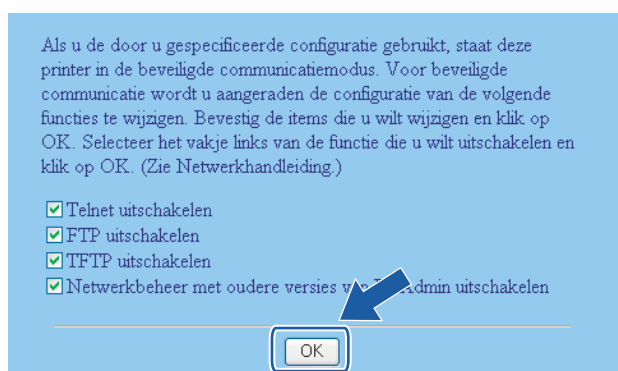 Als u de door u gespecificeerde configuratie gebruikt, staat deze
printer in de beveiligde communicatiemodus. Voor beveiligde
communicatie wordt u aangeraden de configuratie van de volgende
functies te wijzigen. Bevestig de items die u wilt wijzigen en klik op
OK. Selecteer het vakje links van de functie die u wilt uitschakelen en
klik op OK. (Zie Netwerkhandleiding.)
Telnet uitschakelen
FTP uitschakelen
TFTP uitschakelen
Netwerkbeheer met oudere versies van uitschakelen
OK